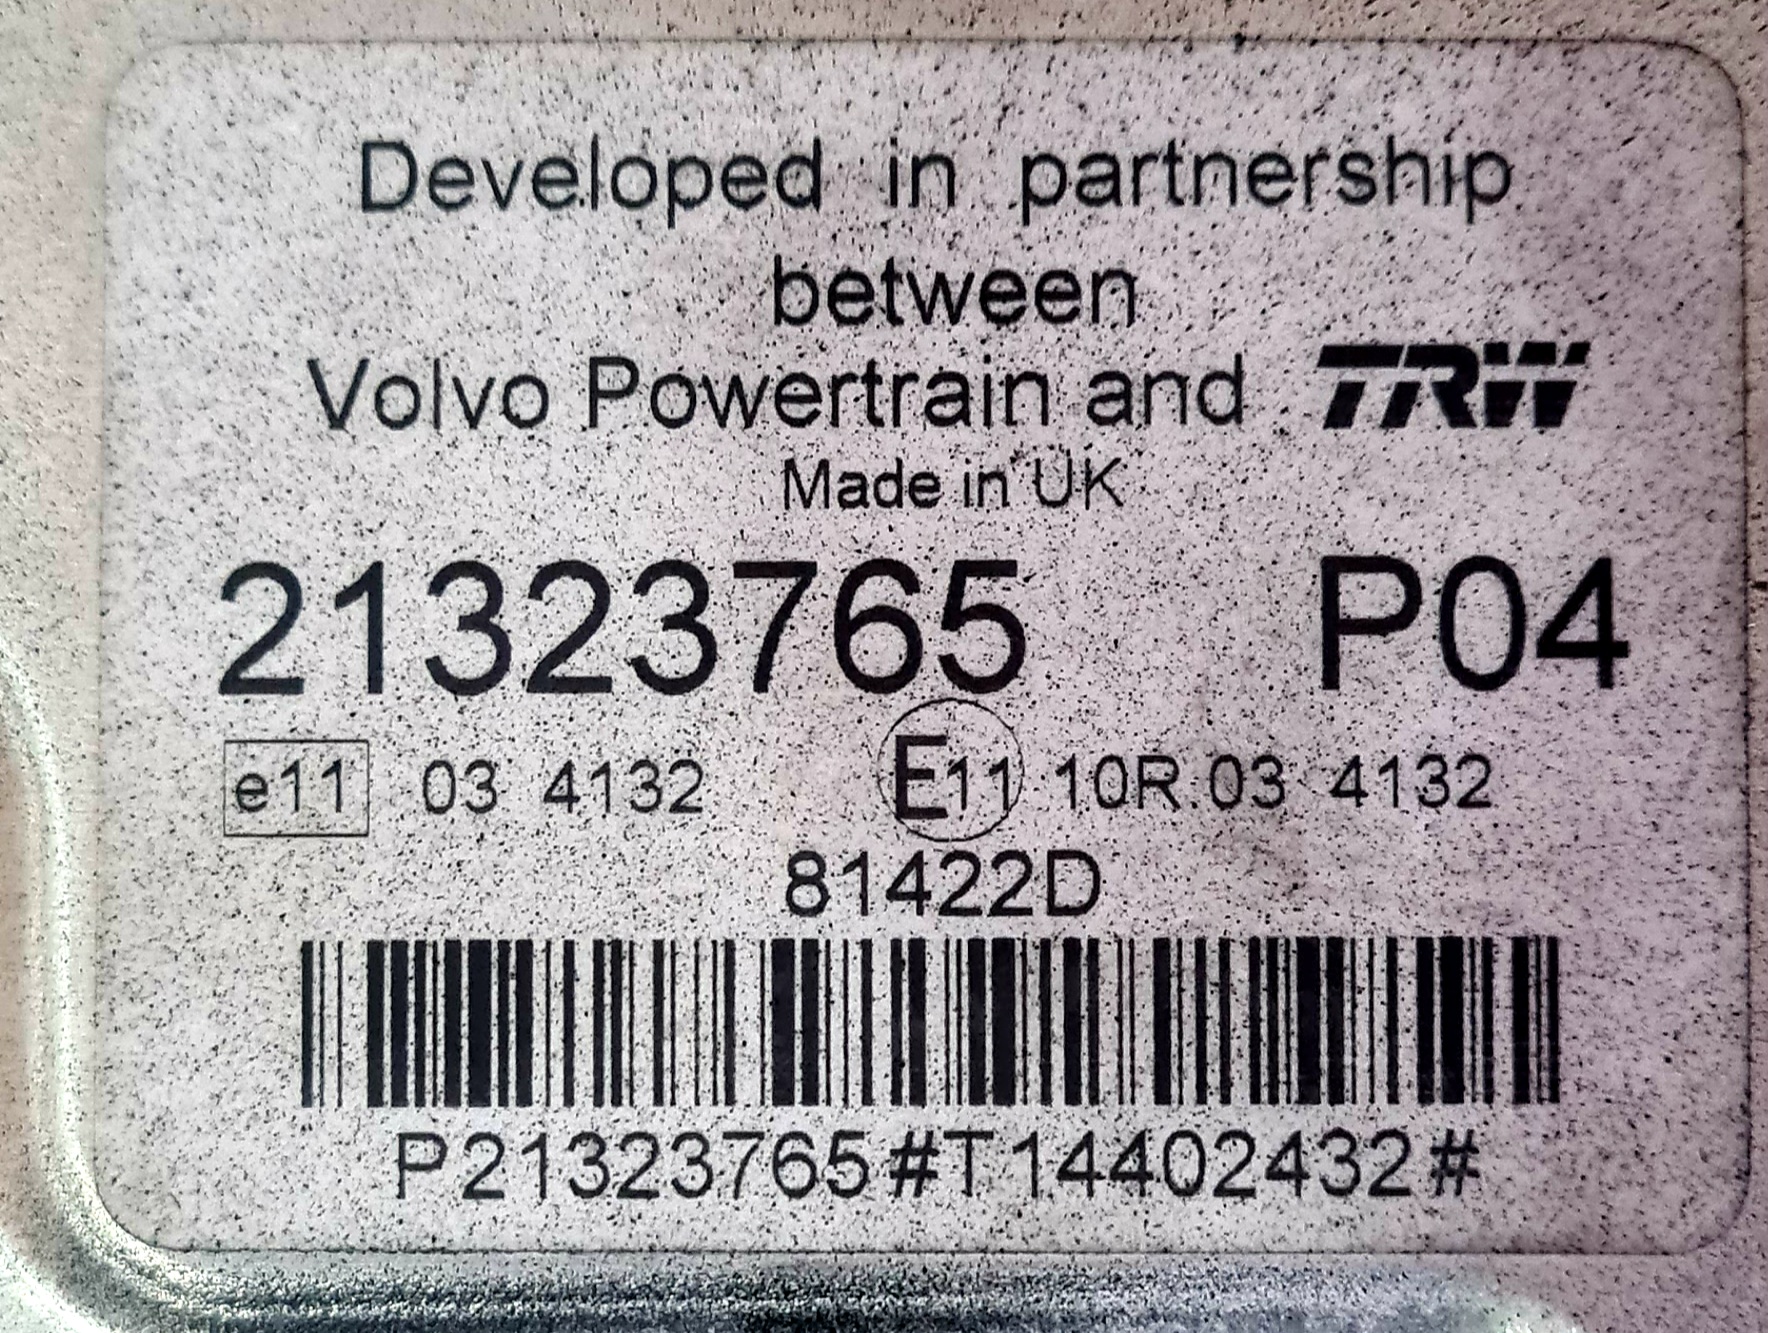 Developed in partnership
between
Volvo Powertrain and TRW
Made in UK
21323765 P04
e11 03 4132 E11 10R 03 4132
81422D
P21323765#T14402432#